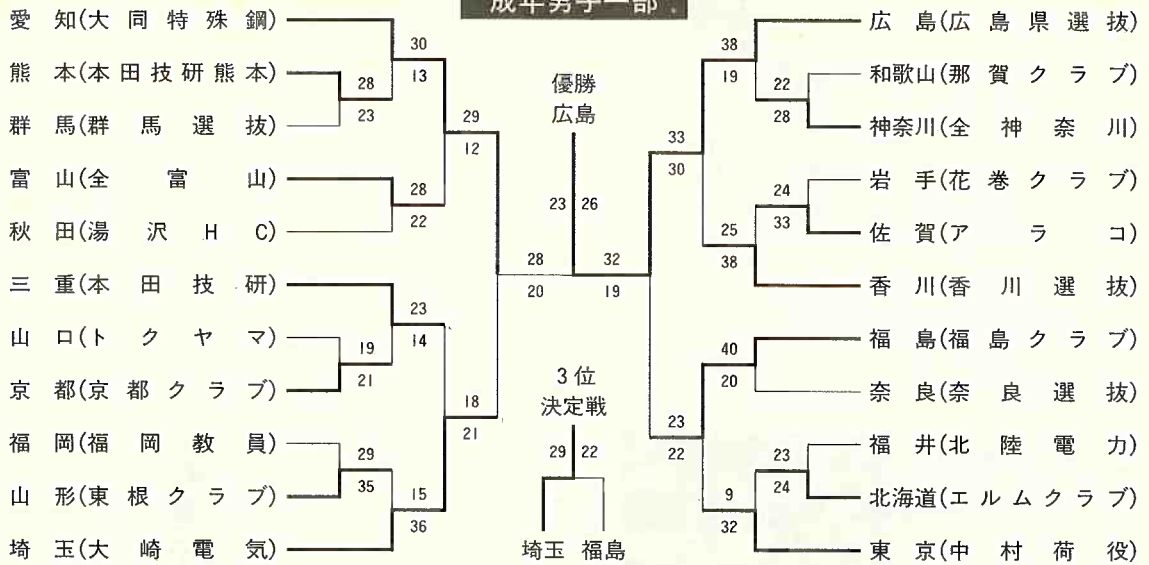 成年男子一部
愛知(大同特殊鋼)
熊本(本田技研熊本)
群馬(群馬選抜)
富山(全富山)
秋田(湯沢HC)
三重(本田技研)
山口(トクヤマ)
京都(京都クラブ)
福岡(福岡教員)
山形(東根クラブ)
埼玉(大崎電気)
30
13
28
23
29
12
28
22
23
14
19
21
18
21
29
35
15
36
28
20
優勝
広島
23 26
32
19
3位
決定戦
29 22
埼玉 福島
38
19
22
28
33
30
24
33
25
38
40
20
23
22
23
24
9
32
広島(広島県選抜)
和歌山(那賀クラブ)
神奈川(全神奈川)
岩手(花巻クラブ)
佐賀(アラコ)
香川(香川選抜)
福島(福島クラブ)
奈良(奈良選抜)
福井(北陸電力)
北海道(エルムクラブ)
東京(中村荷役)